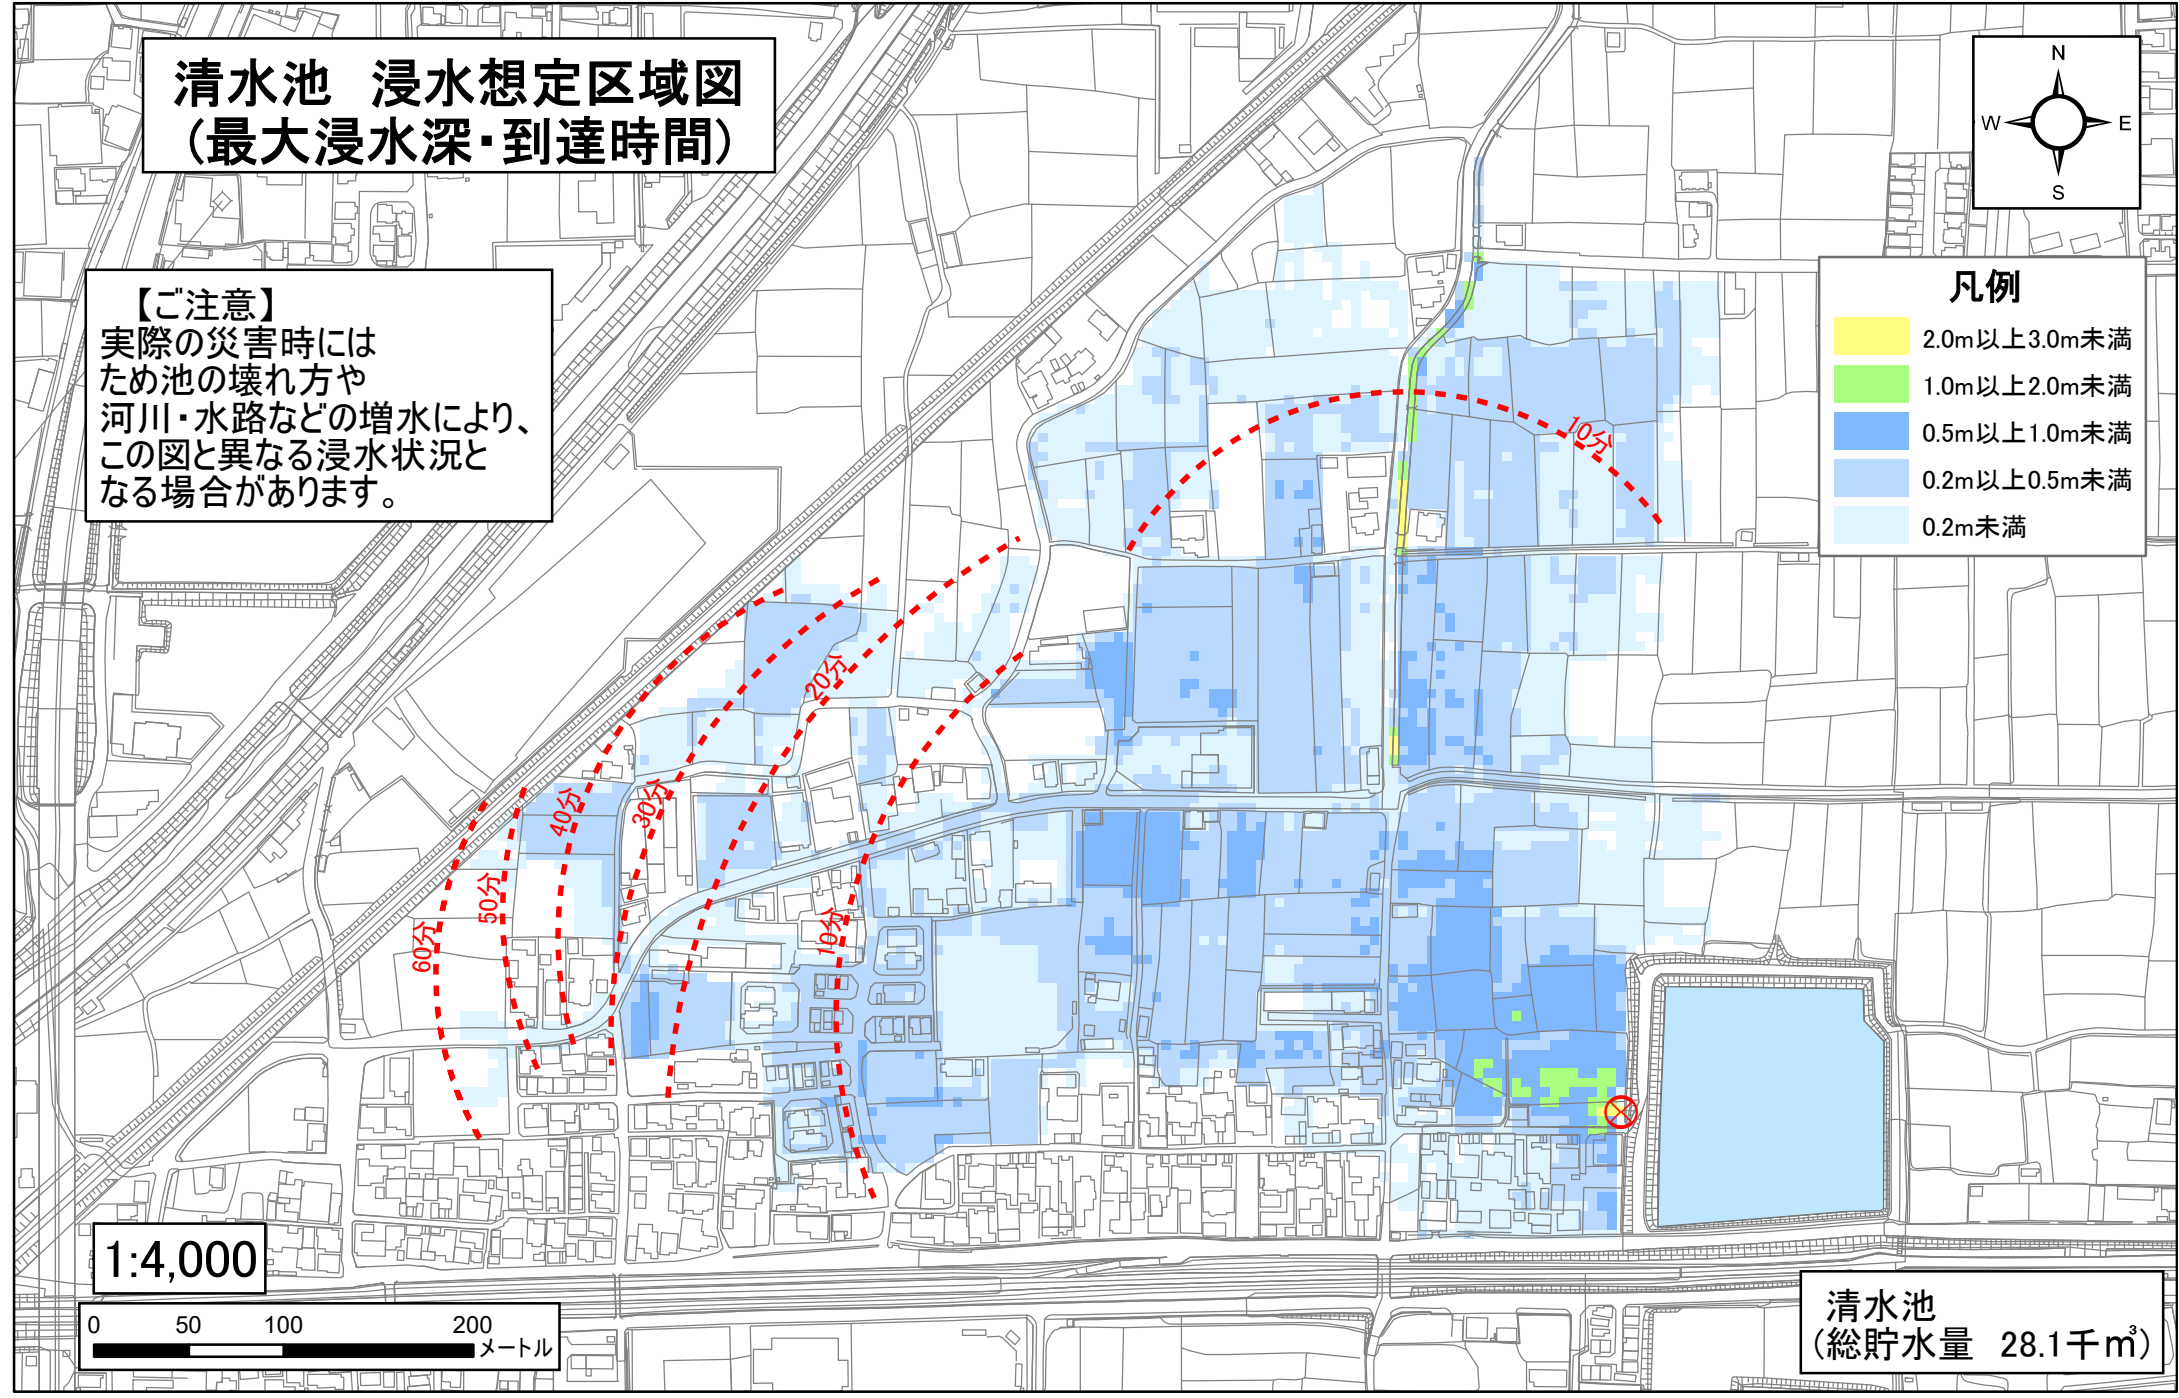 清水池 浸水想定区域図
(最大浸水深・到達時間)
N
W
E
S
【ご注意】
実際の災害時には
ため池の壊れ方や
河川・水路などの増水により、
この図と異なる浸水状況と
なる場合があります。
凡例
2.0m以上3.0m未満
1.0m以上2.0m未満
0.5m以上1.0m未満
0.2m以上0.5m未満
0.2m未満
10分
20分
30分
40分
50分
60分
10分
1:4,000
0 50 100 200
メートル
清水池
(総貯水量 28.1千㎥)